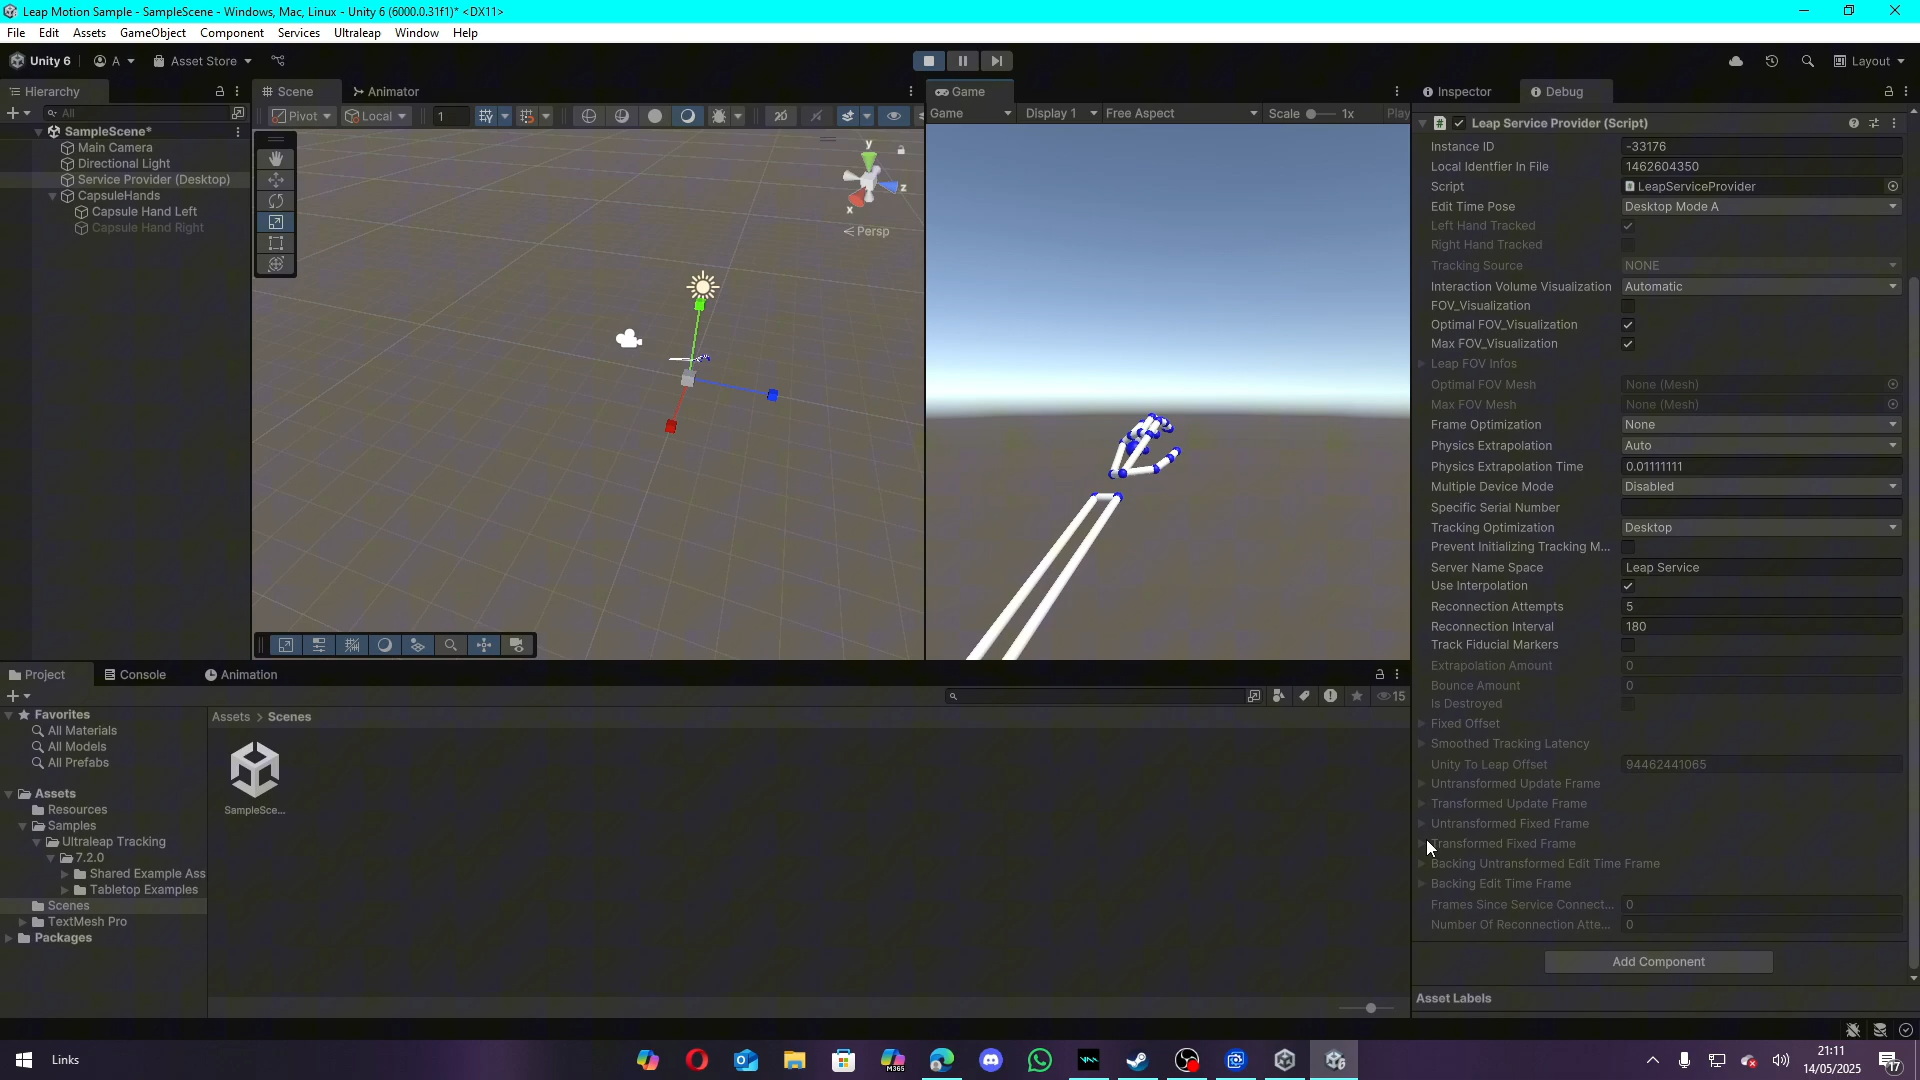 Leap Motion Sample - SampleScene - Windows, Mac, Linux - Unity 6 (6000.0.31f1)* <DX11>
File Edit Assets GameObject Component Services Ultraleap Window Help
Unity 6 A Asset Store Layout
Hierarchy
All
SampleScene*
Main Camera
Directional Light
Service Provider (Desktop)
CapsuleHands
Capsule Hand Left
Capsule Hand Right
Scene Animator
Pivot Local 1 2D
y
z
x
Persp
Game
Game Display 1 Free Aspect Scale 1x Play
Inspector Debug
Leap Service Provider (Script)
Instance ID -33176
Local Identfier In File 1462604350
Script LeapServiceProvider
Edit Time Pose Desktop Mode A
Left Hand Tracked
Right Hand Tracked
Tracking Source NONE
Interaction Volume Visualization Automatic
FOV_Visualization
Optimal FOV_Visualization
Max FOV_Visualization
Leap FOV Infos
Optimal FOV Mesh None (Mesh)
Max FOV Mesh None (Mesh)
Frame Optimization None
Physics Extrapolation Auto
Physics Extrapolation Time 0.01111111
Multiple Device Mode Disabled
Specific Serial Number
Tracking Optimization Desktop
Prevent Initializing Tracking M...
Server Name Space Leap Service
Use Interpolation
Reconnection Attempts 5
Reconnection Interval 180
Track Fiducial Markers
Extrapolation Amount 0
Bounce Amount 0
Is Destroyed
Fixed Offset
Smoothed Tracking Latency
Unity To Leap Offset 94462441065
Untransformed Update Frame
Transformed Update Frame
Untransformed Fixed Frame
Transformed Fixed Frame
Backing Untransformed Edit Time Frame
Backing Edit Time Frame
Frames Since Service Connect... 0
Number Of Reconnection Atte... 0
Add Component
Asset Labels
Project Console Animation
15
Favorites
All Materials
All Models
All Prefabs
Assets
Resources
Samples
Ultraleap Tracking
7.2.0
Shared Example Ass
Tabletop Examples
Scenes
TextMesh Pro
Packages
Assets > Scenes
SampleSce...
Links
M365
21:11
14/05/2025
17